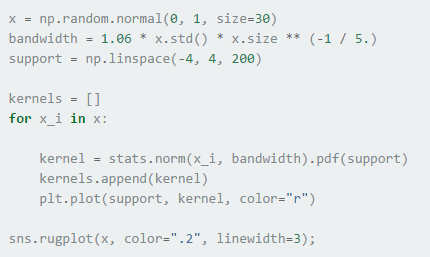 x = np.random.normal(0, 1, size=30)
bandwidth = 1.06 * x.std() * x.size ** (-1 / 5.)
support = np.linspace(-4, 4, 200)

kernels = []
for x_i in x:

    kernel = stats.norm(x_i, bandwidth).pdf(support)
    kernels.append(kernel)
    plt.plot(support, kernel, color="r")

sns.rugplot(x, color=".2", linewidth=3);